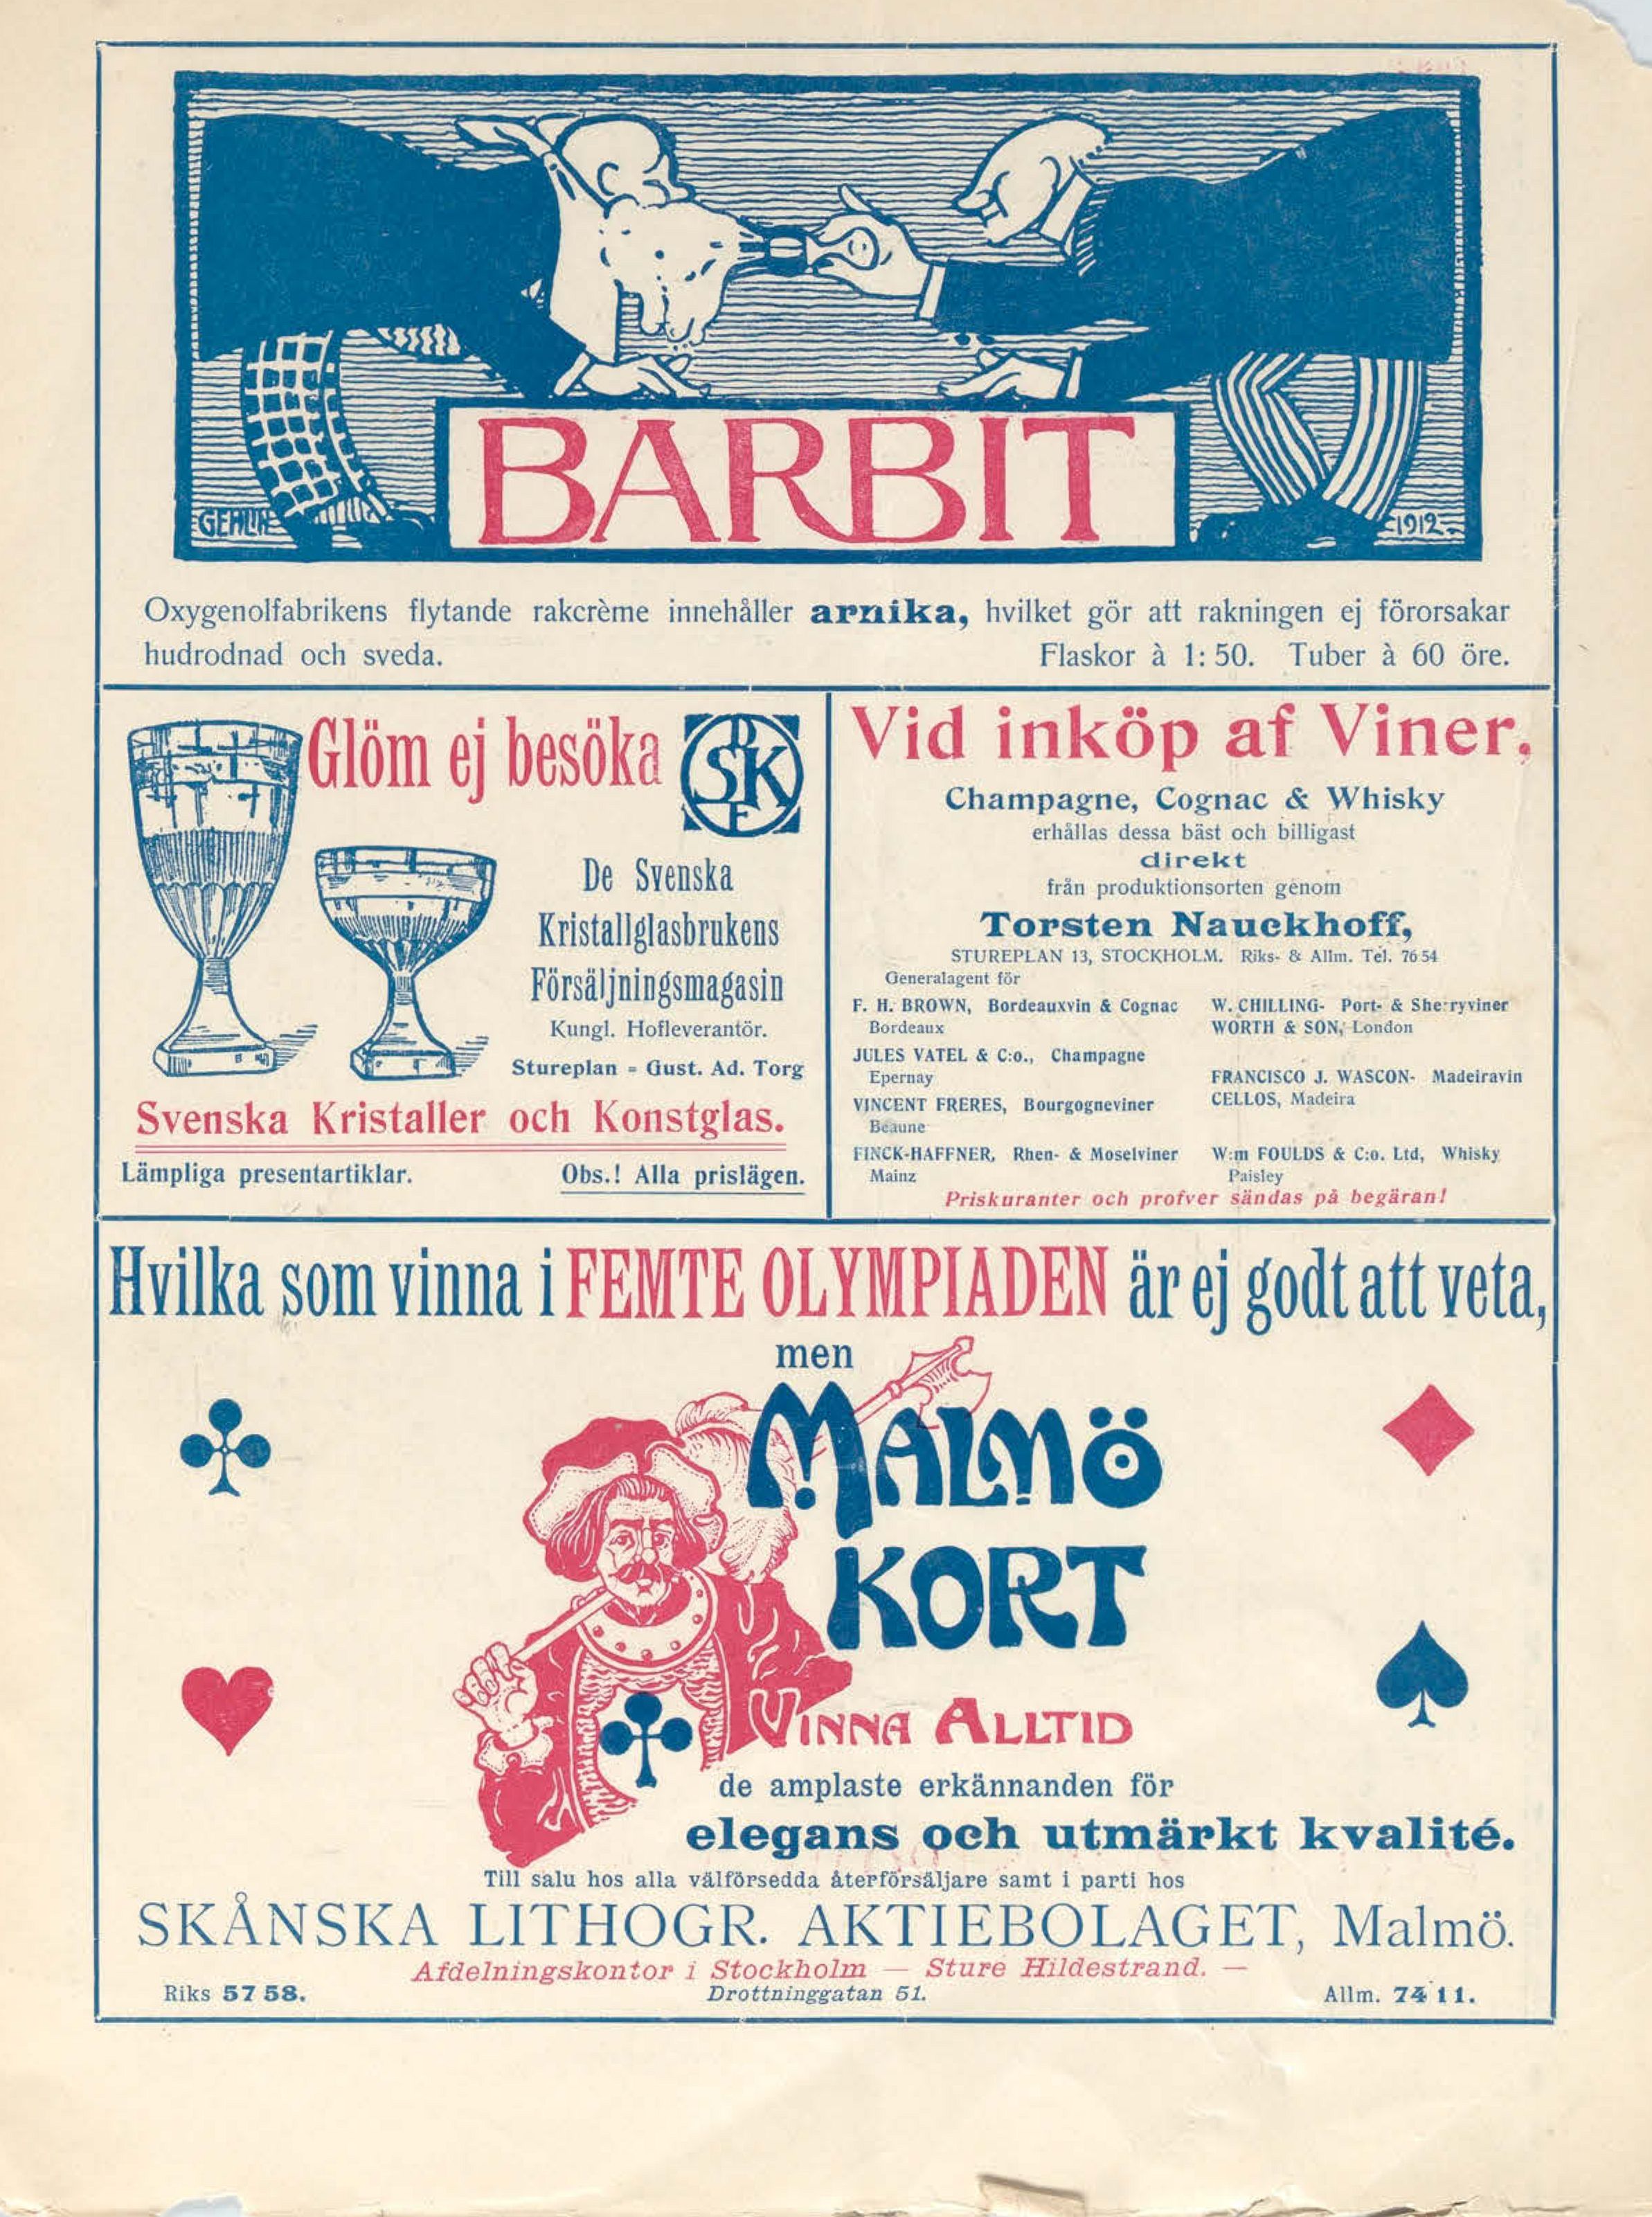 GEHLIN
1912
BARBIT
Oxygenolfabrikens flytande rakcrème innehåller arnika, hvilket gör att rakningen ej förorsakar
hudrodnad och sveda. Flaskor à 1:50. Tuber à 60 öre.
Glöm ej besöka
DSKF
De Svenska
Kristallglasbrukens
Försäljningsmagasin
Kungl. Hofleverantör.
Stureplan - Gust. Ad. Torg
Svenska Kristaller och Konstglas.
Lämpliga presentartiklar. Obs.! Alla prislägen.
Vid inköp af Viner,
Champagne, Cognac & Whisky
erhållas dessa bäst och billigast
direkt
från produktionsorten genom
Torsten Nauckhoff,
STUREPLAN 13, STOCKHOLM. Riks- & Allm. Tel. 76 54
Generalagent för
F. H. BROWN, Bordeauxvin & Cognac
Bordeaux
JULES VATEL & C:o., Champagne
Epernay
VINCENT FRERES, Bourgogneviner
Beaune
FINCK-HAFFNER, Rhen- & Moselviner
Mainz
W. CHILLING- Port- & Sherryviner
WORTH & SON, London
FRANCISCO J. WASCON- Madeiravin
CELLOS, Madeira
W:m FOULDS & C:o. Ltd, Whisky
Paisley
Priskuranter och profver sändas på begäran!
Hvilka som vinna i FEMTE OLYMPIADEN är ej godt att veta,
men
MALMÖ
KORT
VINNA ALLTID
de amplaste erkännanden för
elegans och utmärkt kvalité.
Till salu hos alla välförsedda återförsäljare samt i parti hos
SKÅNSKA LITHOGR. AKTIEBOLAGET, Malmö.
Afdelningskontor i Stockholm — Sture Hildestrand. —
Riks 57 58. Drottninggatan 51. Allm. 74 11.